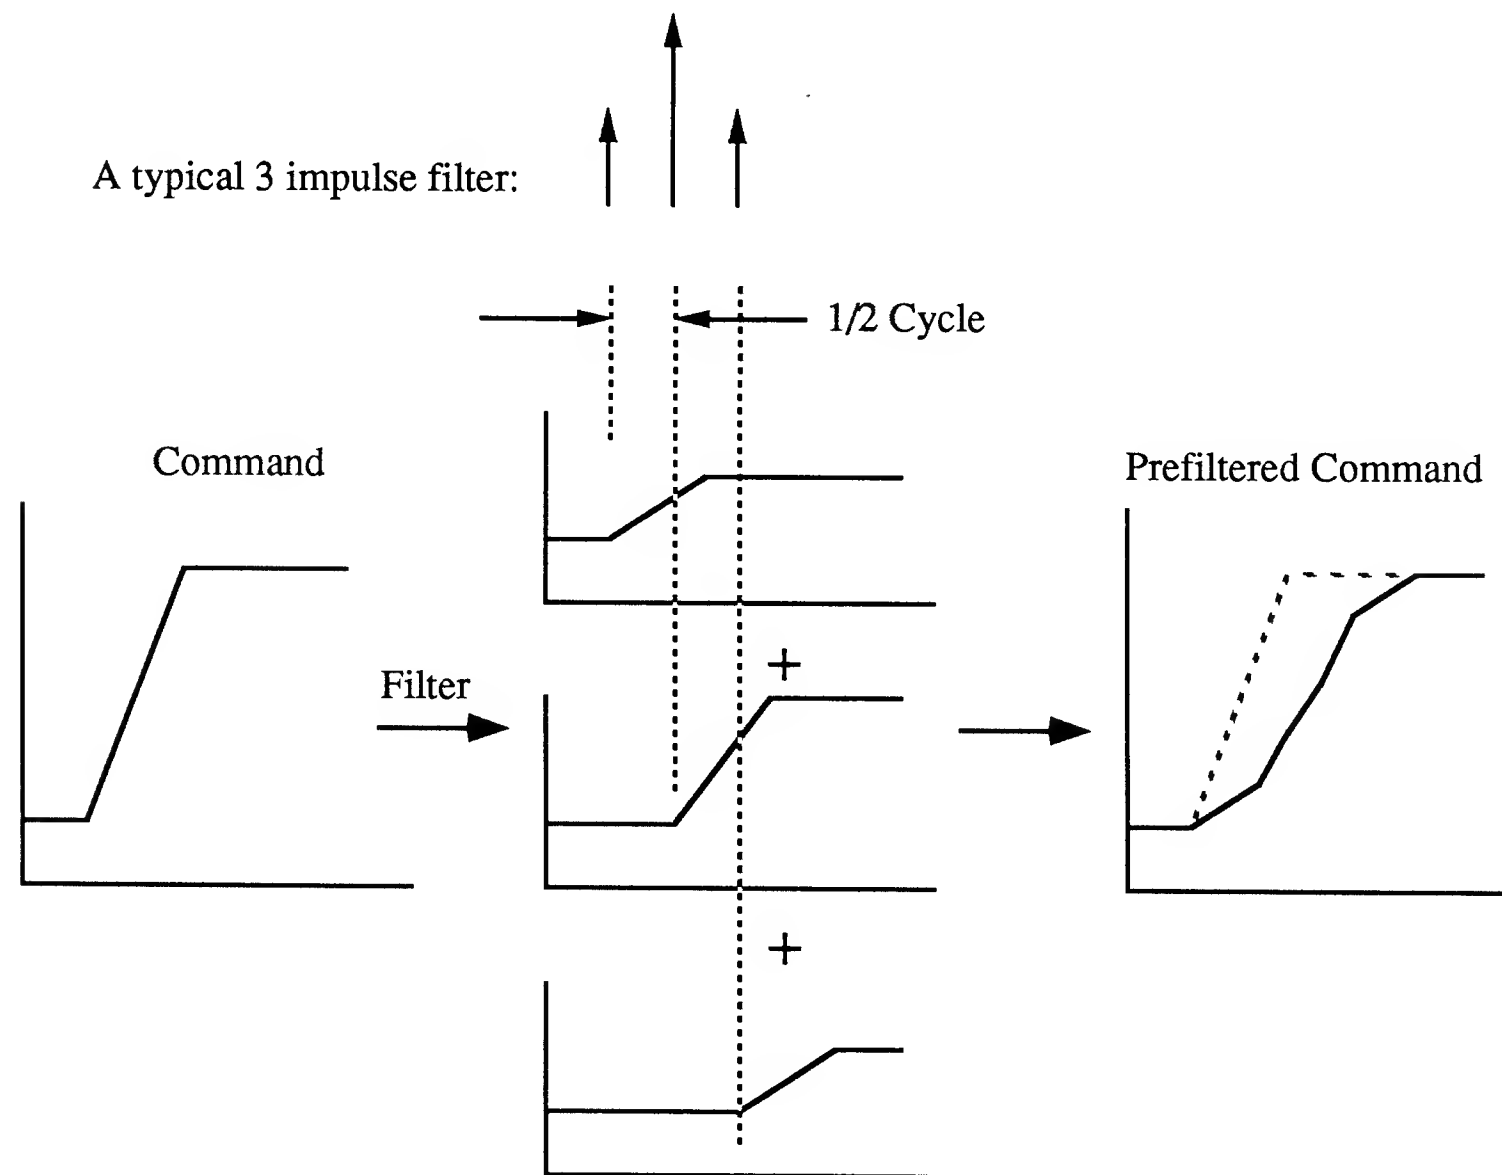 A typical 3 impulse filter:
1/2 Cycle
Command
Prefiltered Command
Filter
+
+